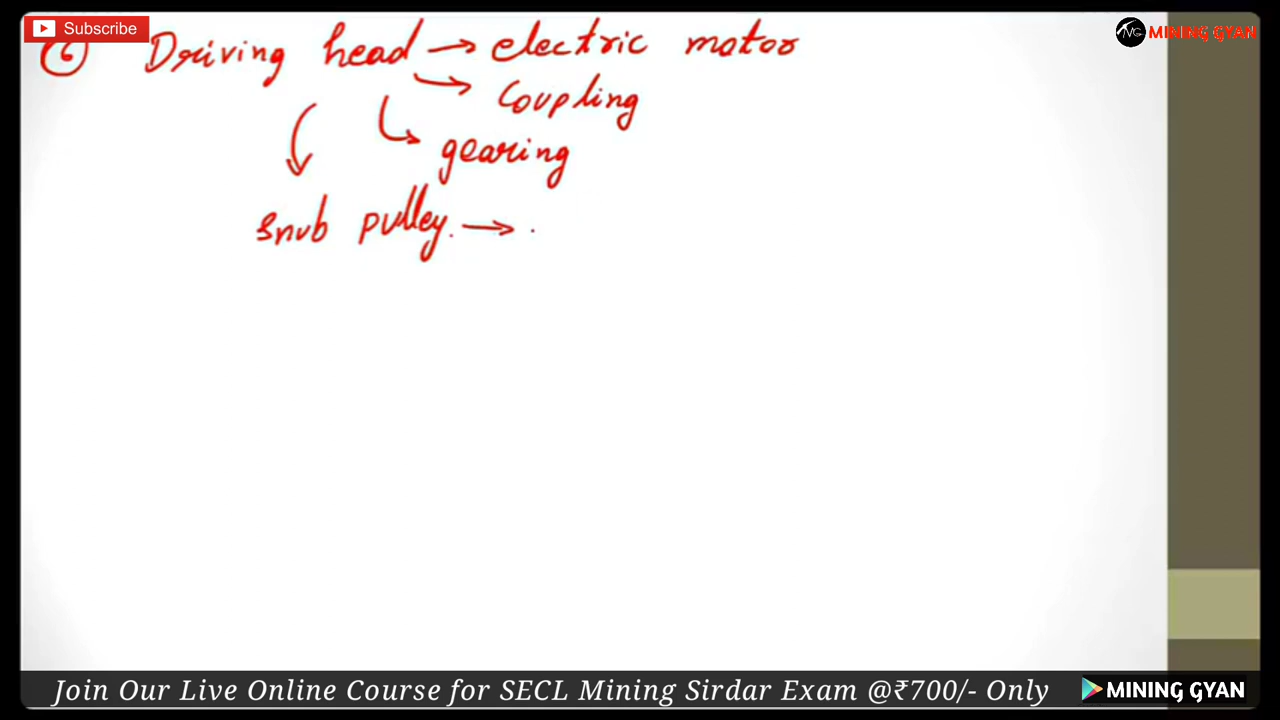 Subscribe
MINING GYAN
6 Driving head → electric motor
→ Coupling
→ gearing
snub pulley. →
Join Our Live Online Course for SECL Mining Sirdar Exam @₹700/- Only
MINING GYAN